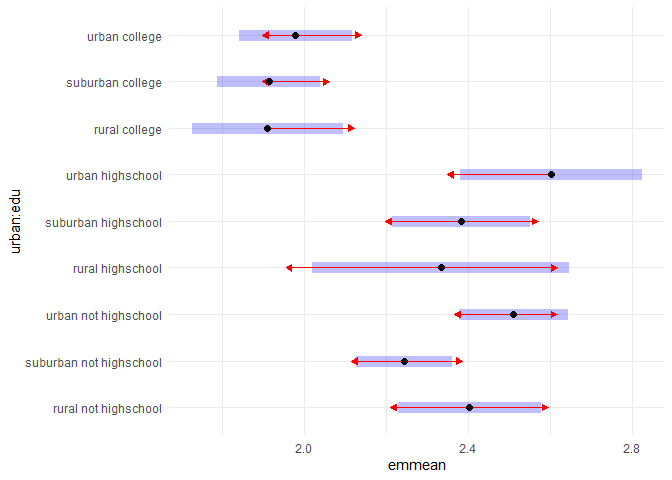 urban college
suburban college
rural college
urban highschool
suburban highschool
rural highschool
urban not highschool
suburban not highschool
rural not highschool
urban:edu
2.0 2.4 2.8
emmean